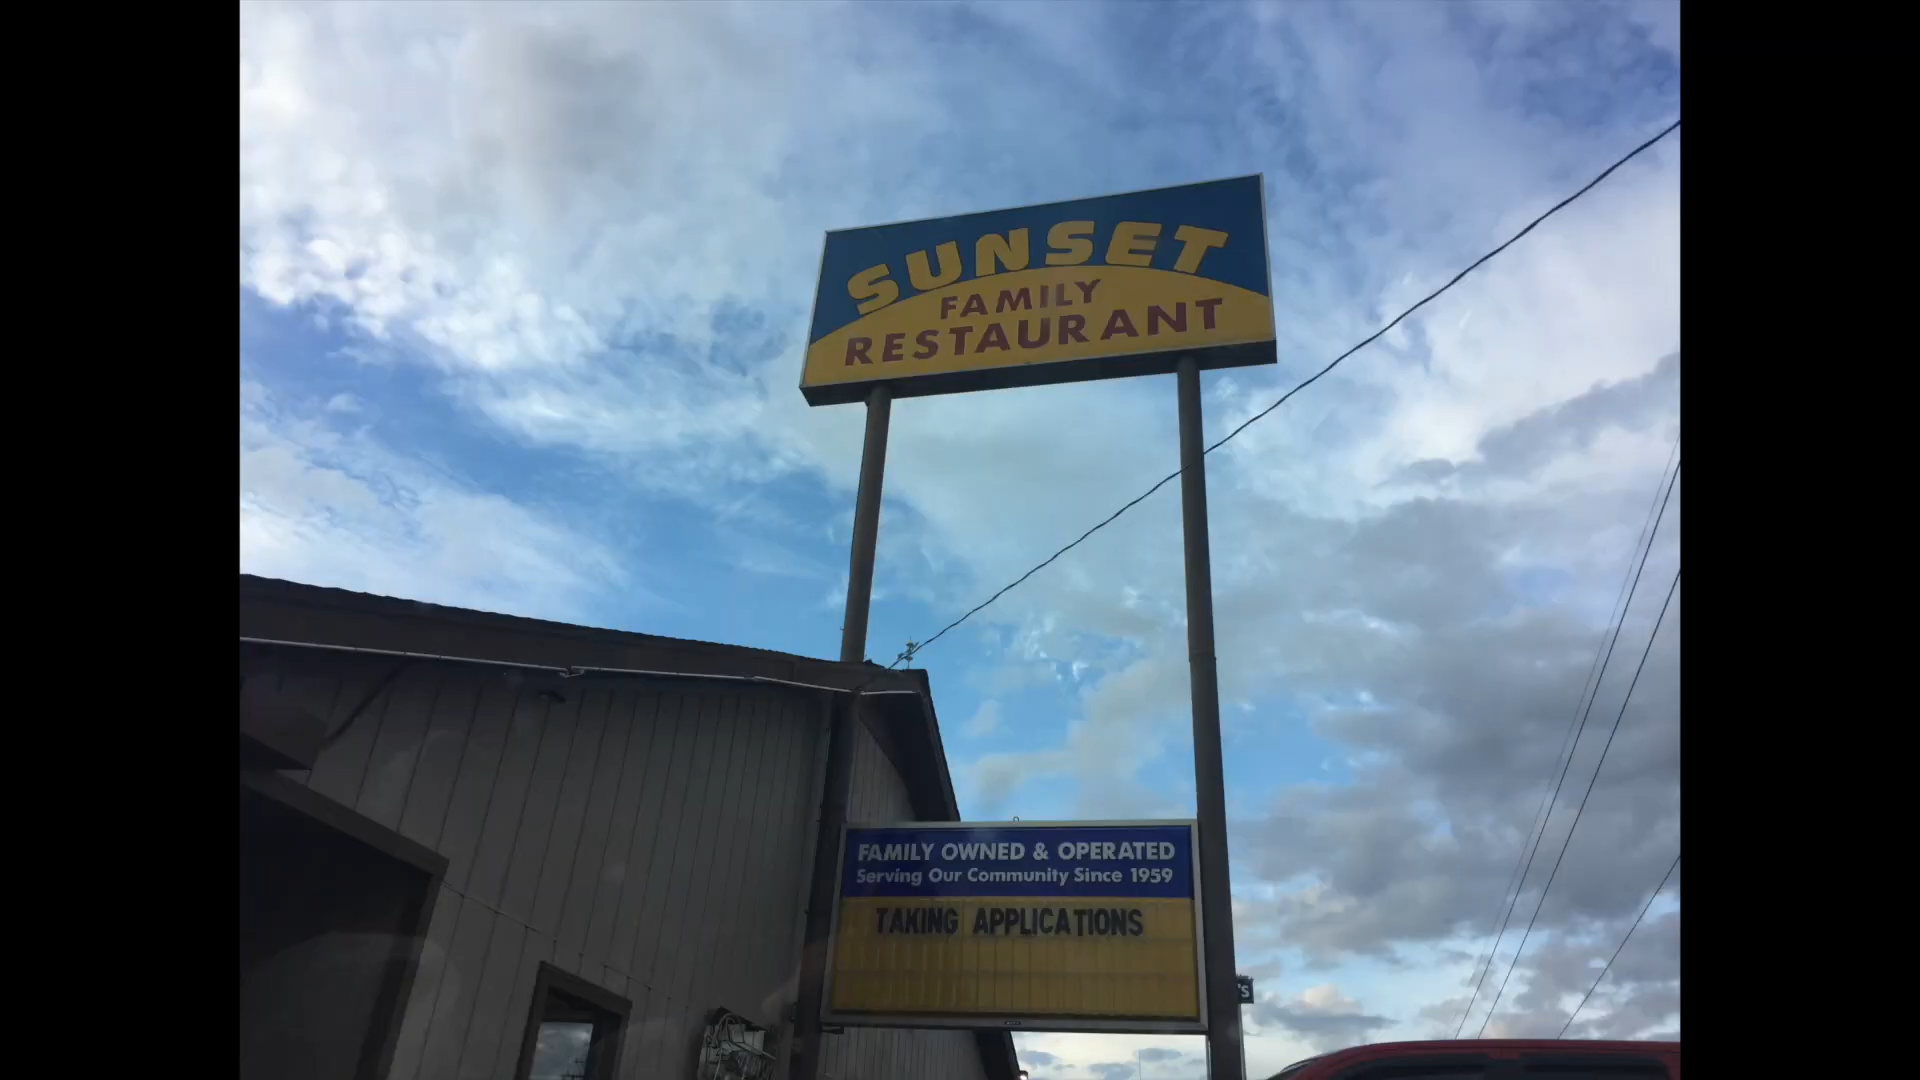 SUNSET
FAMILY
RESTAURANT
FAMILY OWNED & OPERATED
Serving Our Community Since 1959
TAKING APPLICATIONS
'S